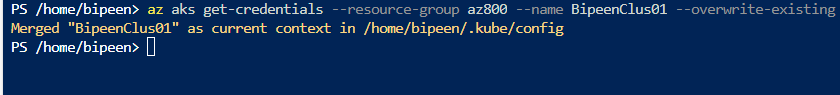 PS /home/bipeen> az aks get-credentials --resource-group az800 --name BipeenClus01 --overwrite-existing
Merged "BipeenClus01" as current context in /home/bipeen/.kube/config
PS /home/bipeen>